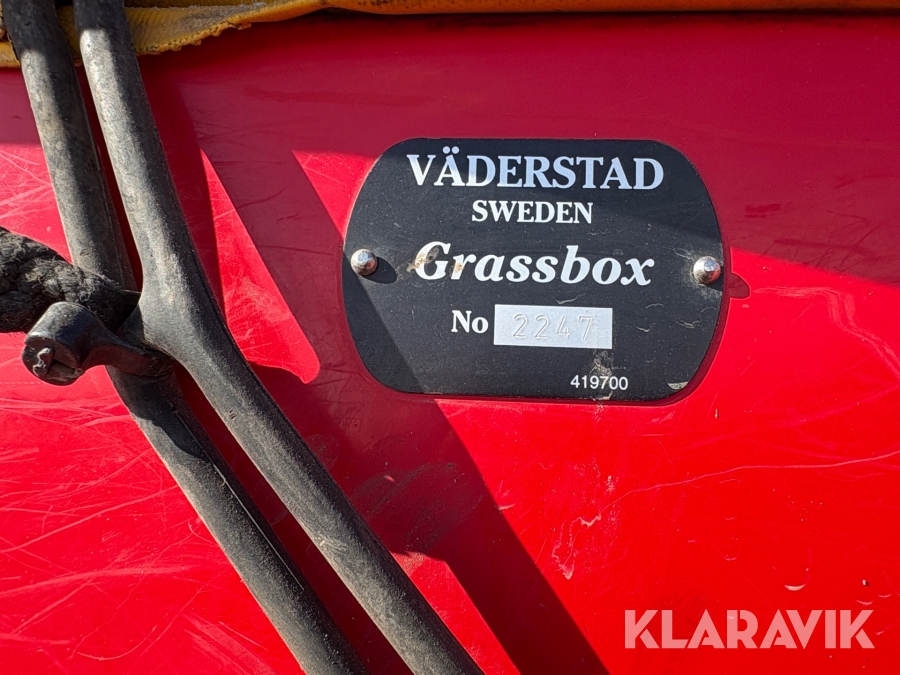 VÄDERSTAD
SWEDEN
Grassbox
No 2247
419700
KLARAVIK